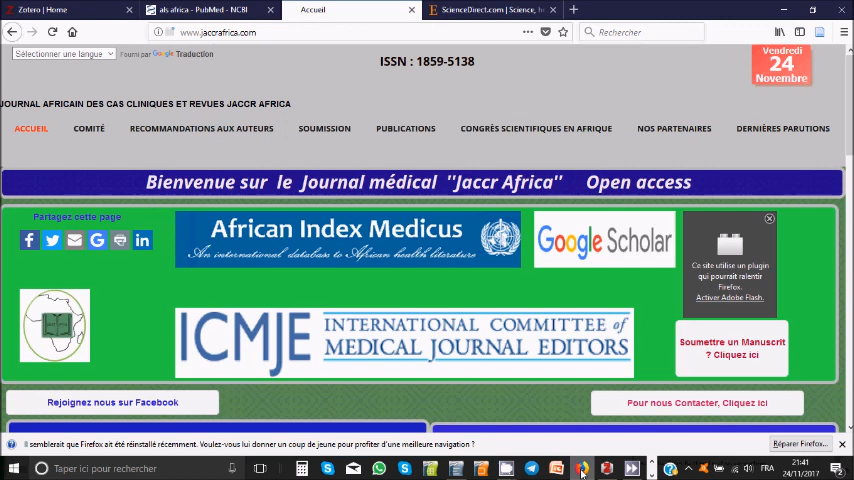 Zotero | Home
als africa - PubMed - NCBI
Accueil
ScienceDirect.com | Science, h
www.jaccrafrica.com
Rechercher
Sélectionner une langue
Fourni par Google Traduction
ISSN : 1859-5138
Vendredi
24
Novembre
JOURNAL AFRICAIN DES CAS CLINIQUES ET REVUES JACCR AFRICA
ACCUEIL COMITÉ RECOMMANDATIONS AUX AUTEURS SOUMISSION PUBLICATIONS CONGRÈS SCIENTIFIQUES EN AFRIQUE NOS PARTENAIRES DERNIÈRES PARUTIONS
Bienvenue sur le Journal médical ''Jaccr Africa'' Open access
Partagez cette page
African Index Medicus
An international database to African health literature
Google Scholar
Ce site utilise un plugin
qui pourrait ralentir
Firefox.
Activer Adobe Flash.
ICMJE
INTERNATIONAL COMMITTEE of
MEDICAL JOURNAL EDITORS
Soumettre un Manuscrit
? Cliquez ici
Rejoignez nous sur Facebook
Pour nous Contacter, Cliquez ici
Il semblerait que Firefox ait été réinstallé récemment. Voulez-vous lui donner un coup de jeune pour profiter d'une meilleure navigation ?
Réparer Firefox...
Taper ici pour rechercher
FRA
21:41
24/11/2017